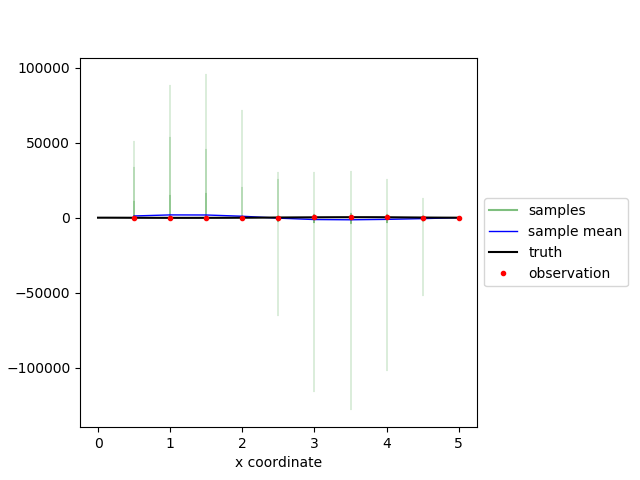 100000
50000
0
−50000
−100000
0 1 2 3 4 5
x coordinate
samples
sample mean
truth
observation